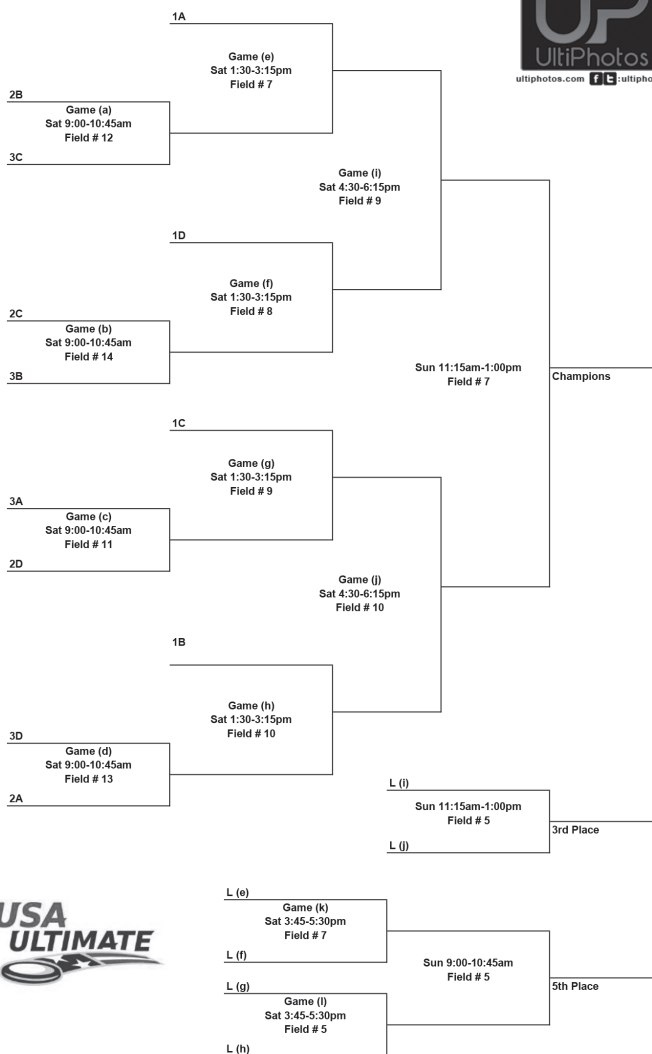 UP
UltiPhotos
ultiphotos.com f t :ultipho
1A
Game (e)
Sat 1:30-3:15pm
Field # 7
2B
Game (a)
Sat 9:00-10:45am
Field # 12
3C
Game (i)
Sat 4:30-6:15pm
Field # 9
1D
Game (f)
Sat 1:30-3:15pm
Field # 8
2C
Game (b)
Sat 9:00-10:45am
Field # 14
3B
Sun 11:15am-1:00pm
Field # 7
Champions
1C
Game (g)
Sat 1:30-3:15pm
Field # 9
3A
Game (c)
Sat 9:00-10:45am
Field # 11
2D
Game (j)
Sat 4:30-6:15pm
Field # 10
1B
Game (h)
Sat 1:30-3:15pm
Field # 10
3D
Game (d)
Sat 9:00-10:45am
Field # 13
2A
L (i)
Sun 11:15am-1:00pm
Field # 5
3rd Place
L (j)
USA
ULTIMATE
L (e)
Game (k)
Sat 3:45-5:30pm
Field # 7
L (f)
Sun 9:00-10:45am
Field # 5
5th Place
L (g)
Game (l)
Sat 3:45-5:30pm
Field # 5
L (h)